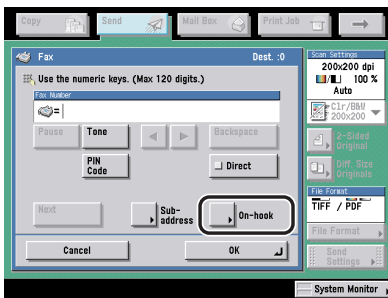 Copy
Send
Mail Box
Print Job
Fax
Dest. :0
Use the numeric keys. (Max 120 digits.)
Fax Number
=
Pause
Tone
Backspace
PIN
Code
Direct
Next
Sub-
address
On-hook
Cancel
OK
Scan Settings
200x200 dpi
100 %
Auto
Clr/B&W
200x200
2-Sided
Original
Diff. Size
Originals
File Format
TIFF / PDF
File Format
Send
Settings
System Monitor